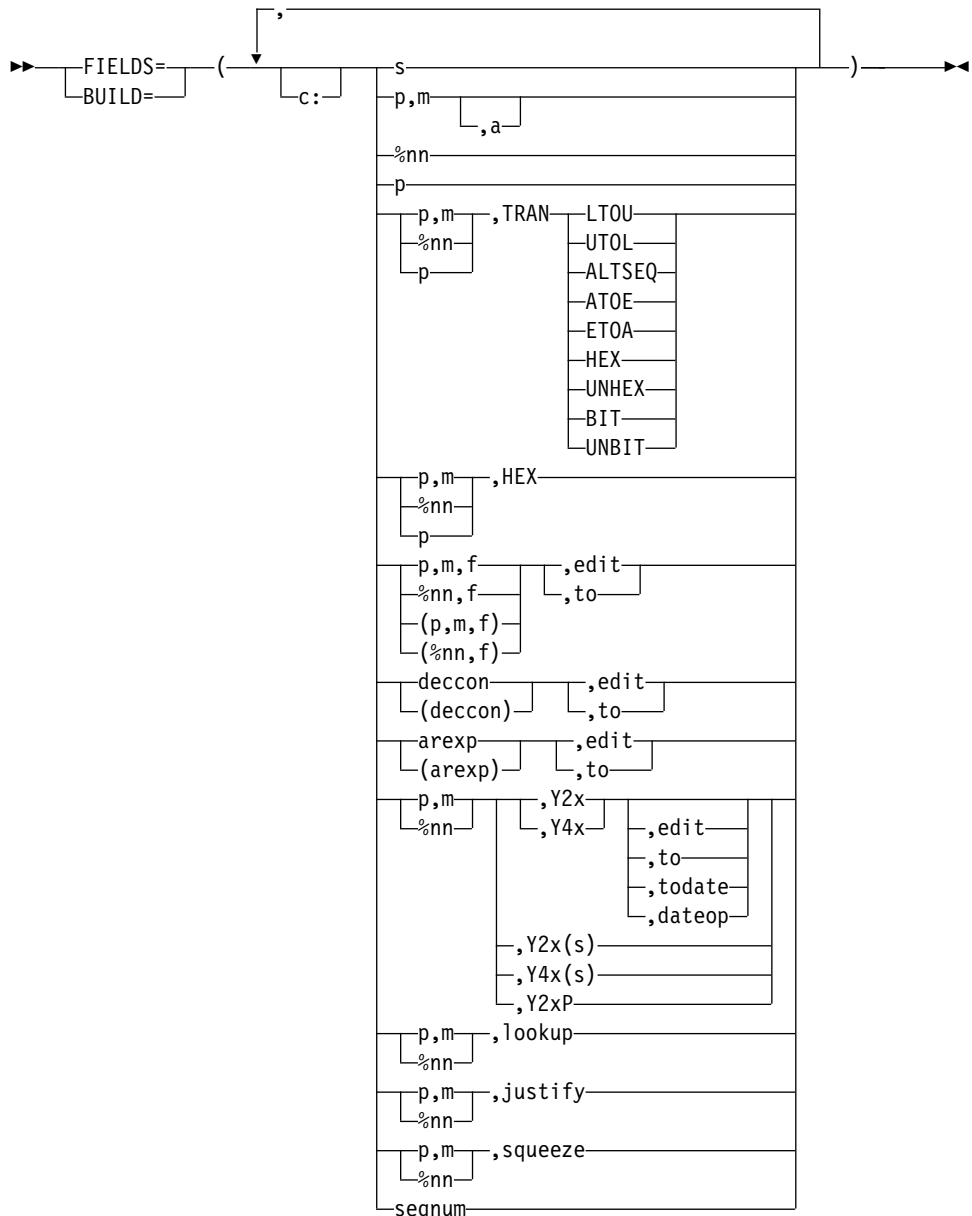 ,
FIELDS= ( s )
BUILD= c: p,m
,a
%nn
p
p,m ,TRAN LTOU
%nn UTOL
p ALTSEQ
ATOE
ETOA
HEX
UNHEX
BIT
UNBIT
p,m ,HEX
%nn
p
p,m,f ,edit
%nn,f ,to
(p,m,f)
(%nn,f)
deccon ,edit
(deccon) ,to
arexp ,edit
(arexp) ,to
p,m ,Y2x
%nn ,Y4x ,edit
,to
,todate
,dateop
,Y2x(s)
,Y4x(s)
,Y2xP
p,m ,lookup
%nn
p,m ,justify
%nn
p,m ,squeeze
%nn
seqnum